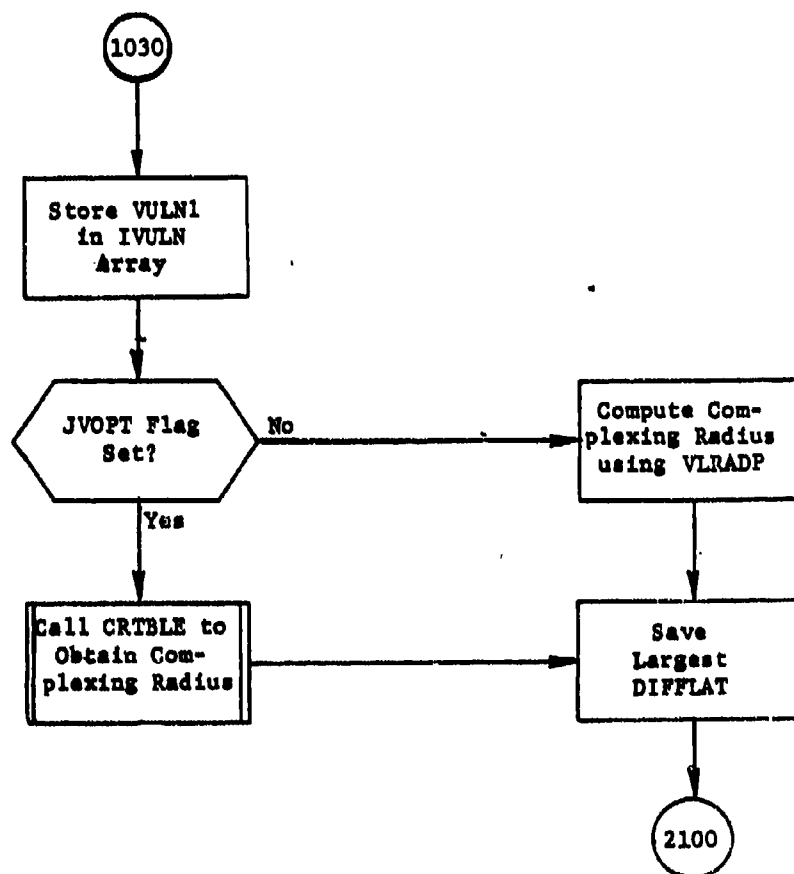 1030
Store VULN1
in IVULN
Array
JVOPT Flag
Set?
No
Compute Com-
plexing Radius
using VLRADP
Yes
Call CRTBLE to
Obtain Com-
plexing Radius
Save
Largest
DIFFLAT
2100